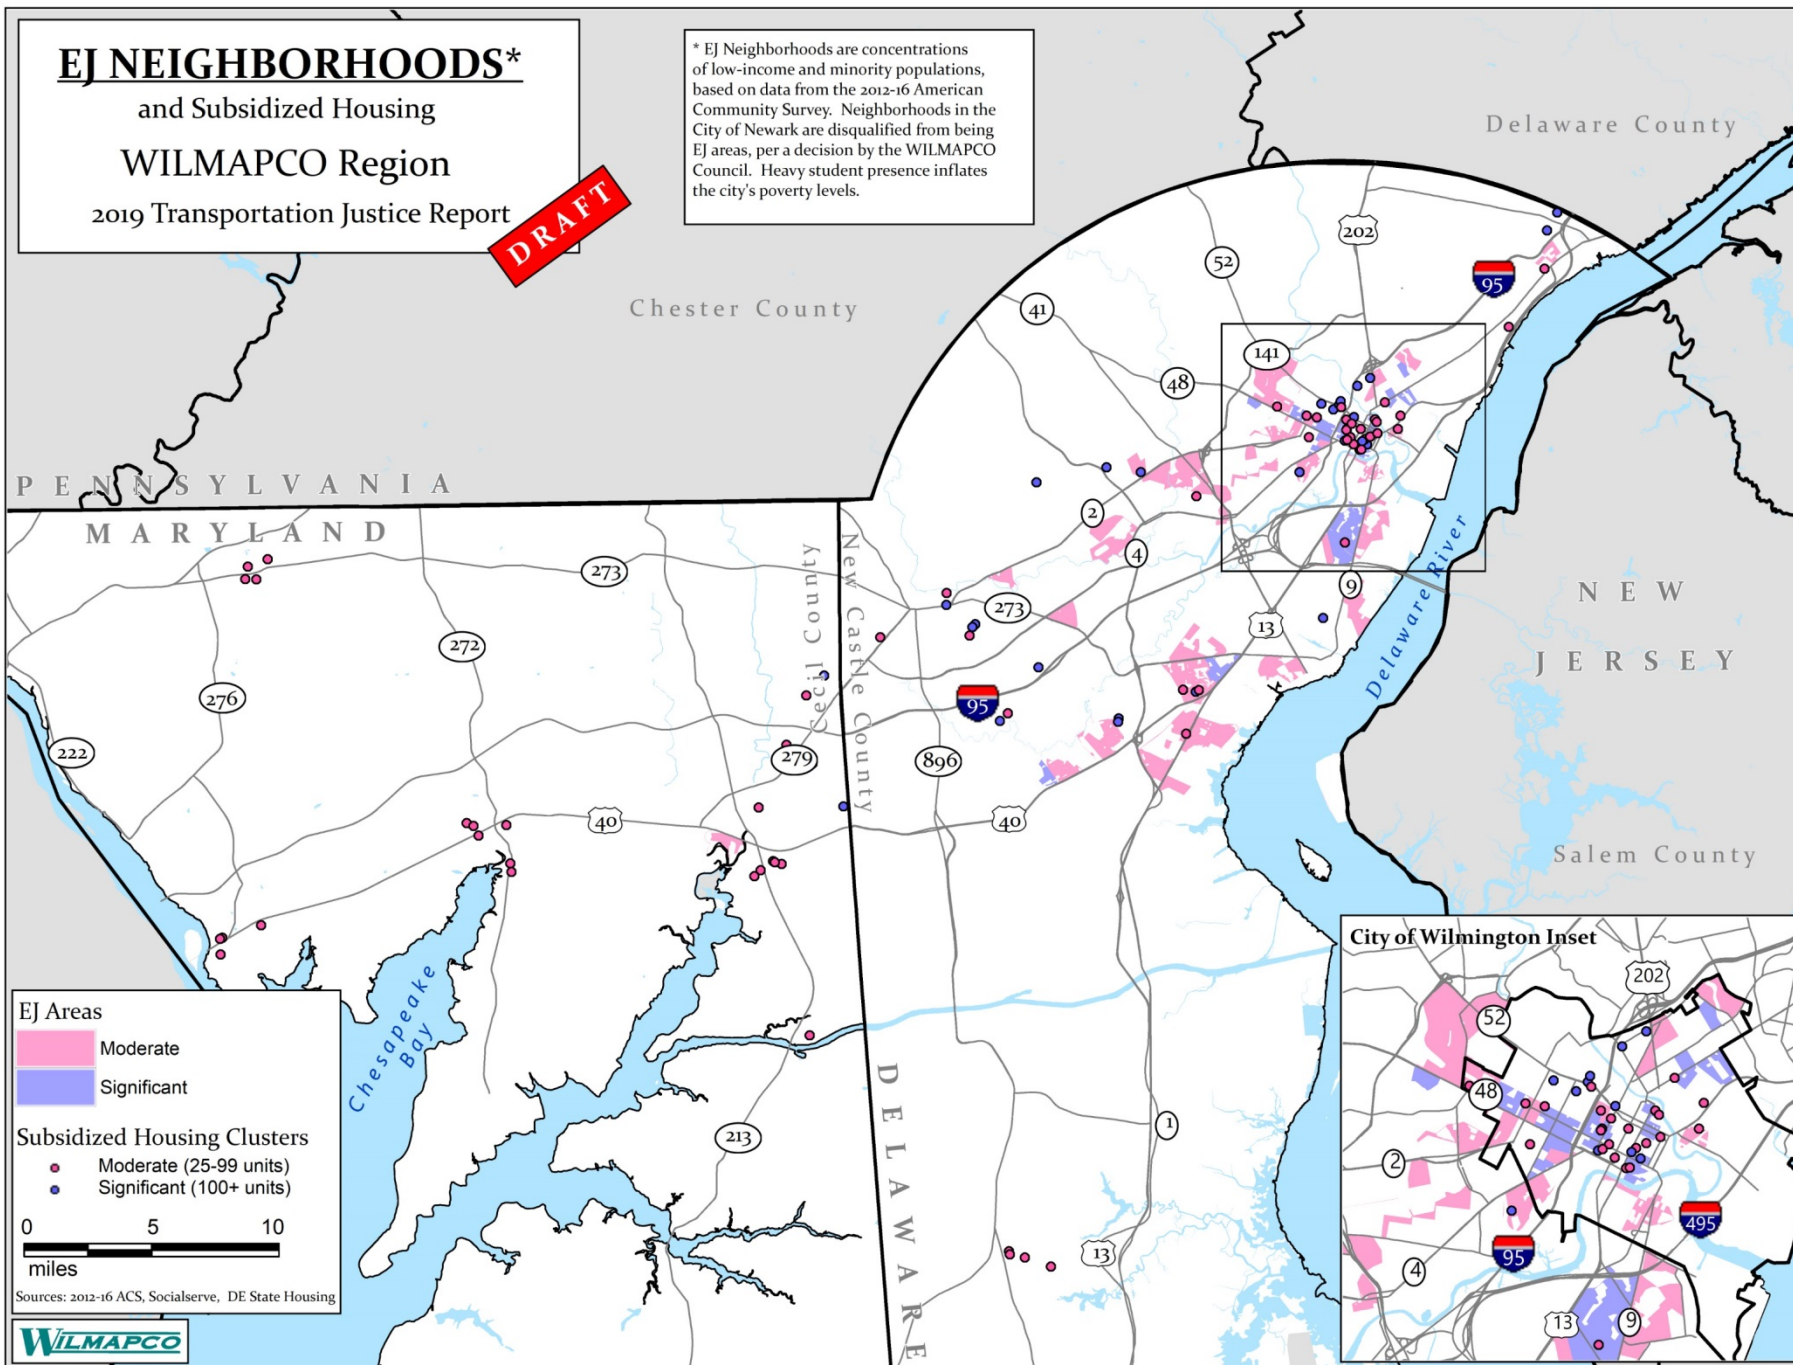 EJ NEIGHBORHOODS*
and Subsidized Housing
WILMAPCO Region
2019 Transportation Justice Report
DRAFT
* EJ Neighborhoods are concentrations
of low-income and minority populations,
based on data from the 2012-16 American
Community Survey. Neighborhoods in the
City of Newark are disqualified from being
EJ areas, per a decision by the WILMAPCO
Council. Heavy student presence inflates
the city's poverty levels.
Delaware County
Chester County
202
52
95
41
141
48
PENNSYLVANIA
MARYLAND
2
4
273
Cecil County
New Castle County
273
9
13
Delaware River
NEW
JERSEY
272
276
95
222
279
896
40
40
Salem County
Chesapeake
Bay
213
1
DELAWARE
13
EJ Areas
Moderate
Significant
Subsidized Housing Clusters
Moderate (25-99 units)
Significant (100+ units)
0 5 10
miles
Sources: 2012-16 ACS, Socialserve, DE State Housing
WILMAPCO
City of Wilmington Inset
202
52
48
2
495
95
4
13
9